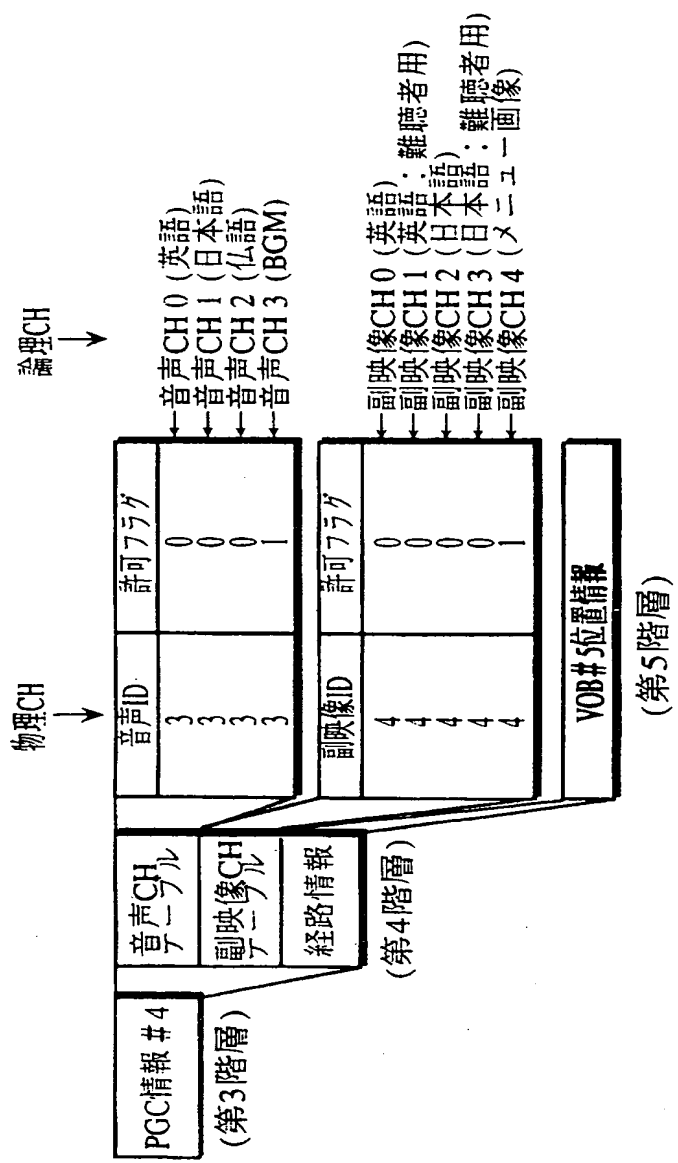 物理CH
論理CH
PGC情報#4
(第3階層)
音声CH
テーブル
副映像CH
テーブル
経路情報
(第4階層)
音声ID 許可フラグ
3 0 音声CH 0 (英語)
3 0 音声CH 1 (日本語)
3 0 音声CH 2 (仏語)
3 1 音声CH 3 (BGM)
副映像ID 許可フラグ
4 0 副映像CH 0 (英語)
4 0 副映像CH 1 (英語:難聴者用)
4 0 副映像CH 2 (日本語)
4 0 副映像CH 3 (日本語:難聴者用)
4 1 副映像CH 4 (メニュー画像)
VOB#5位置情報
(第5階層)